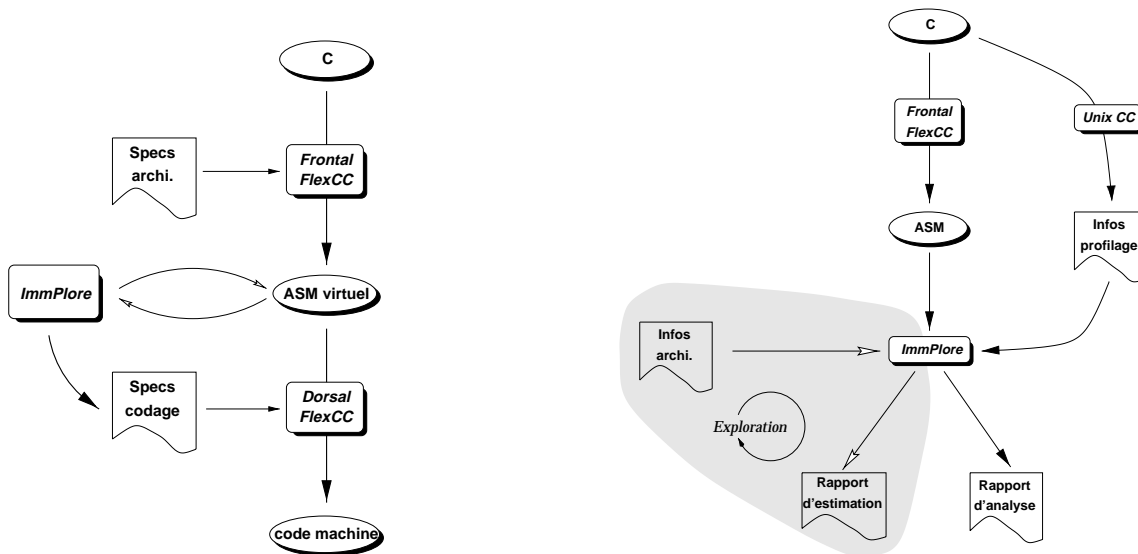 C
Specs
archi.
Frontal
FlexCC
ImmPlore
ASM virtuel
Specs
codage
Dorsal
FlexCC
code machine
C
Frontal
FlexCC
Unix CC
ASM
Infos
profilage
Infos
archi.
ImmPlore
Exploration
Rapport
d'estimation
Rapport
d'analyse